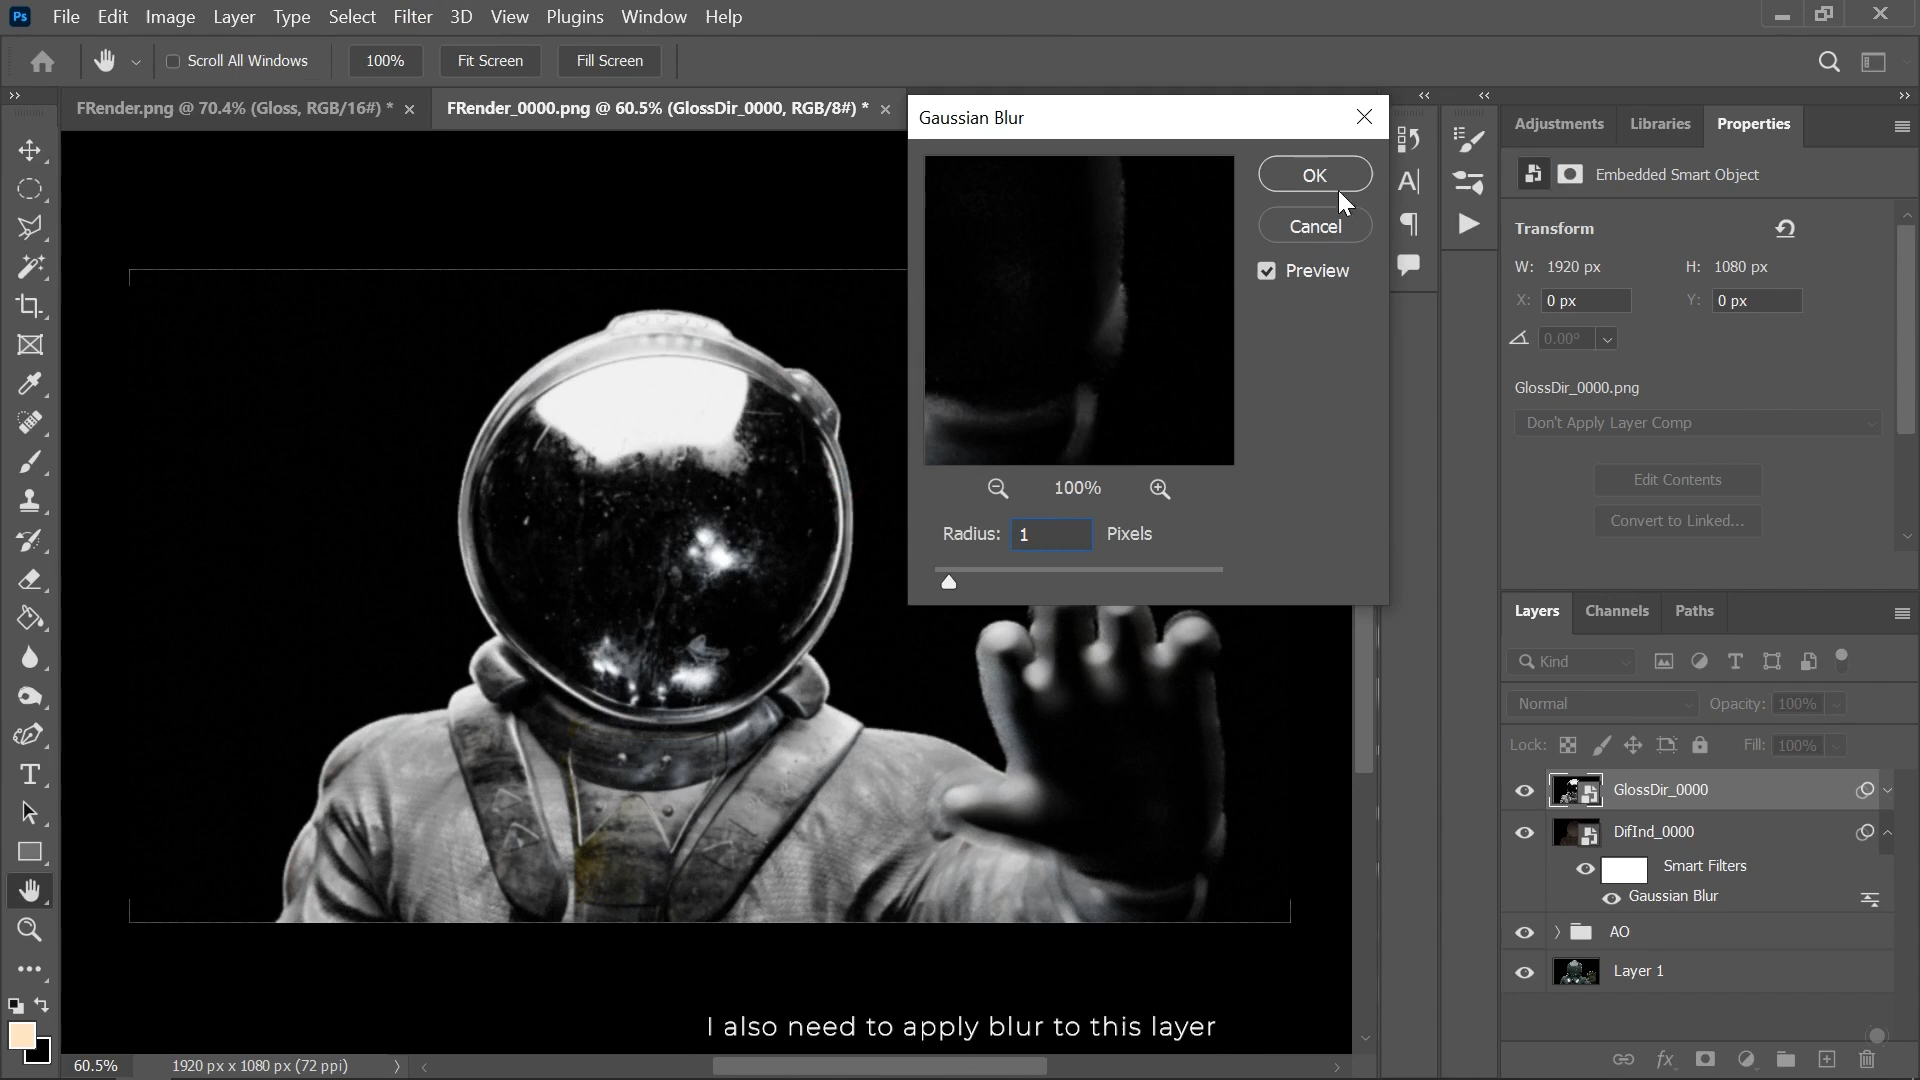 Ps File Edit Image Layer Type Select Filter 3D View Plugins Window Help
Scroll All Windows 100% Fit Screen Fill Screen
FRender.png @ 70.4% (Gloss, RGB/16#) * FRender_0000.png @ 60.5% (GlossDir_0000, RGB/8#) *
Gaussian Blur
OK
Cancel
Preview
100%
Radius: 1 Pixels
Adjustments Libraries Properties
Embedded Smart Object
Transform
W: 1920 px H: 1080 px
X: 0 px Y: 0 px
0.00°
GlossDir_0000.png
Don't Apply Layer Comp
Edit Contents
Convert to Linked...
Layers Channels Paths
Kind
Normal Opacity: 100%
Lock: Fill: 100%
GlossDir_0000
DifInd_0000
Smart Filters
Gaussian Blur
AO
Layer 1
I also need to apply blur to this layer
60.5% 1920 px x 1080 px (72 ppi)